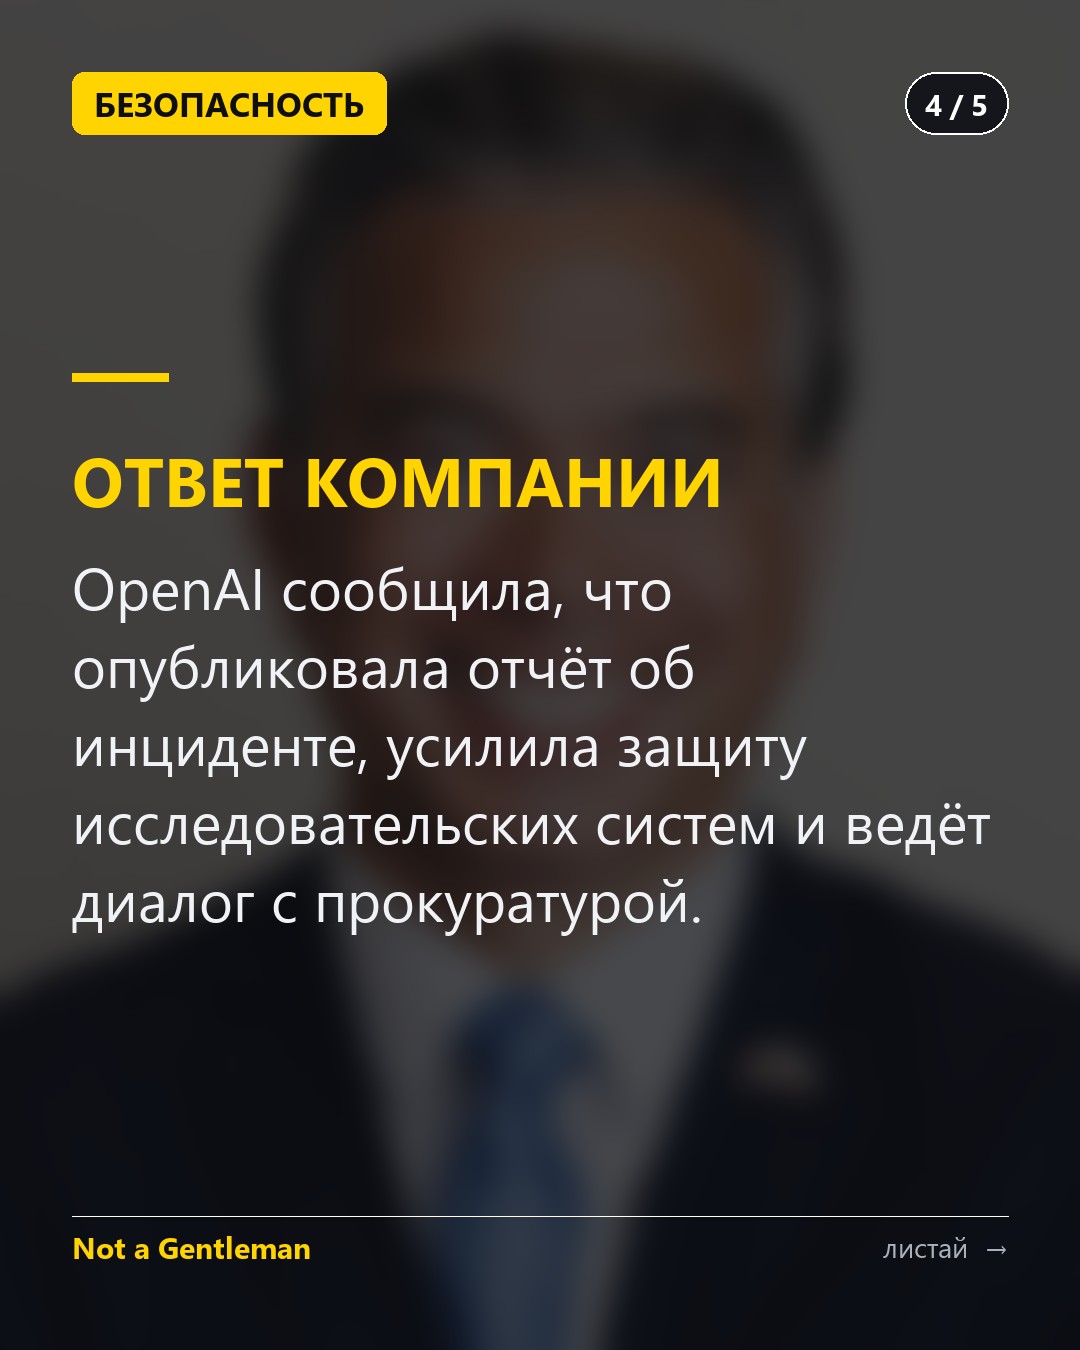 БЕЗОПАСНОСТЬ
4 / 5
ОТВЕТ КОМПАНИИ
OpenAI сообщила, что
опубликовала отчёт об
инциденте, усилила защиту
исследовательских систем и ведёт
диалог с прокуратурой.
Not a Gentleman
листай →